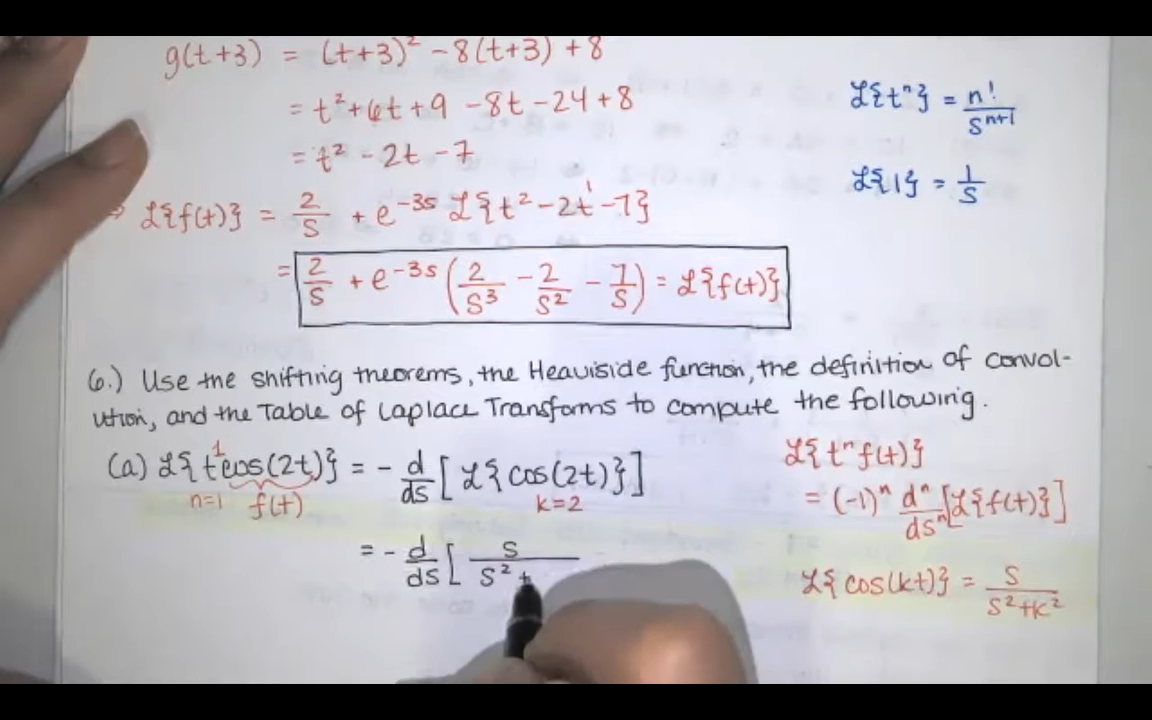 g(t+3) = (t+3)² - 8(t+3) + 8
= t² + 6t + 9 - 8t - 24 + 8
= t² - 2t - 7
⇒ ℒ{f(t)} = 2/s + e^(-3s) ℒ{t² - 2t¹ - 7}
= 2/s + e^(-3s) (2/s³ - 2/s² - 7/s) = ℒ{f(t)}
ℒ{tⁿ} = n!/s^(n+1)
ℒ{1} = 1/s
6.) Use the shifting theorems, the Heaviside function, the definition of convol-
ution, and the Table of Laplace Transforms to compute the following.
(a) ℒ{t¹cos(2t)} = - d/ds [ℒ{cos(2t)}]
n=1 f(t) k=2
= - d/ds [ s/(s² +
ℒ{tⁿf(t)}
= (-1)ⁿ dⁿ/dsⁿ [ℒ{f(t)}]
ℒ{cos(kt)} = s/(s²+k²)